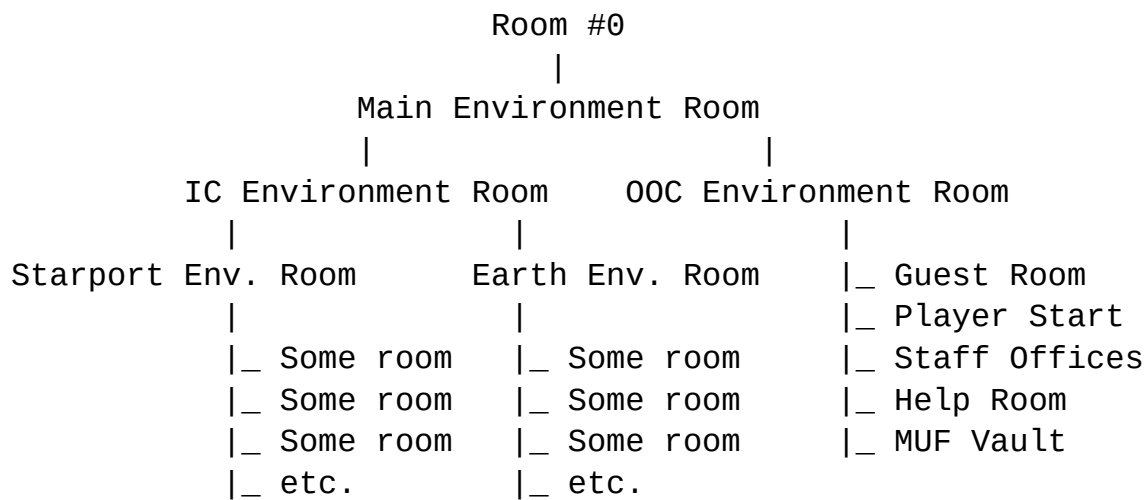 Room #0
|
Main Environment Room
| |
IC Environment Room OOC Environment Room
| | |
Starport Env. Room Earth Env. Room |_ Guest Room
| | |_ Player Start
|_ Some room |_ Some room |_ Staff Offices
|_ Some room |_ Some room |_ Help Room
|_ Some room |_ Some room |_ MUF Vault
|_ etc. |_ etc.